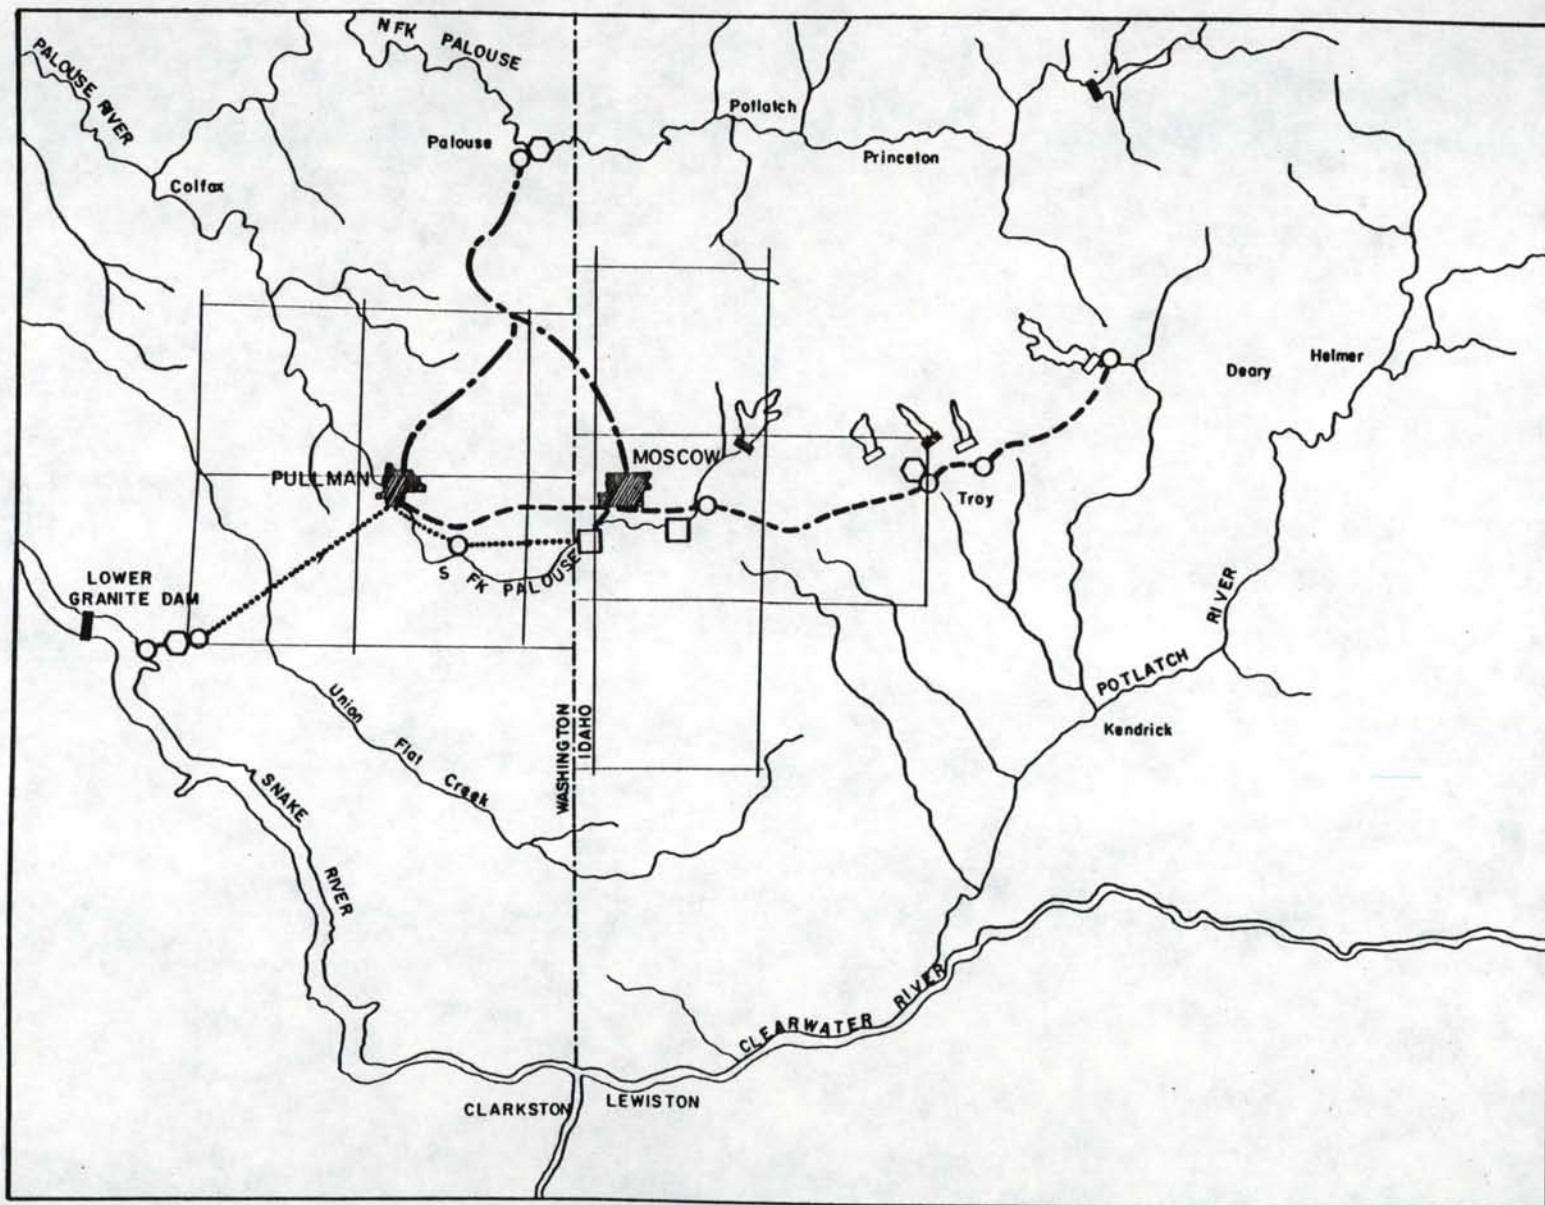 N FK PALOUSE
PALOUSE RIVER
Potlatch
Palouse
Princeton
Colfax
Helmer
Deary
MOSCOW
PULLMAN
Troy
S FK PALOUSE
LOWER
GRANITE DAM
RIVER
POTLATCH
Union Flat Creek
WASHINGTON
IDAHO
Kendrick
SNAKE RIVER
CLEARWATER RIVER
CLARKSTON
LEWISTON